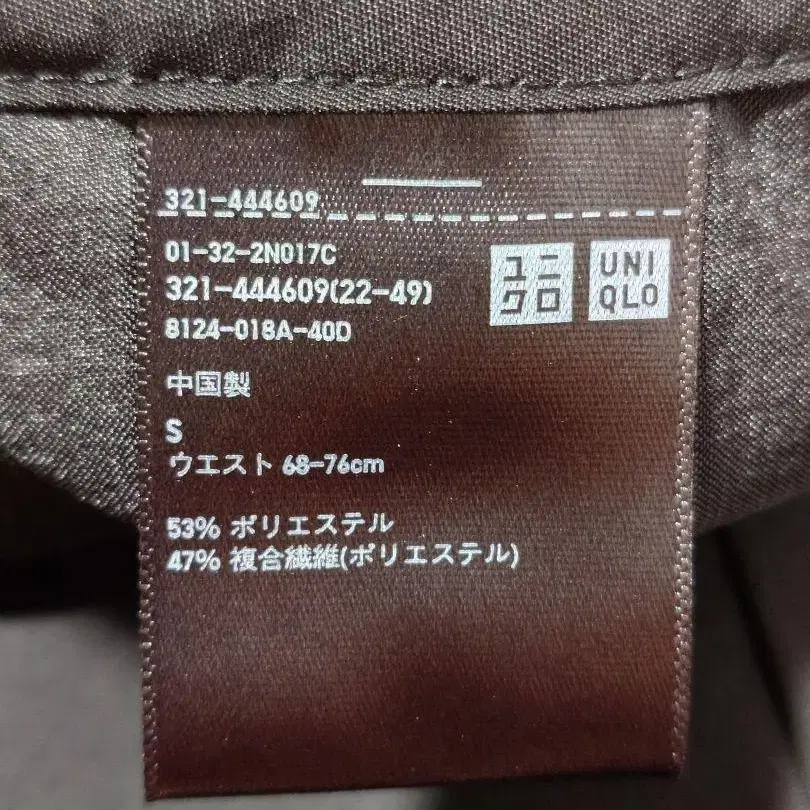 321-444609
01-32-2N017C
321-444609(22-49)
8124-018A-40D
ユニ
クロ
UNI
QLO
中国製
S
ウエスト 68-76cm
53% ポリエステル
47% 複合繊維(ポリエステル)